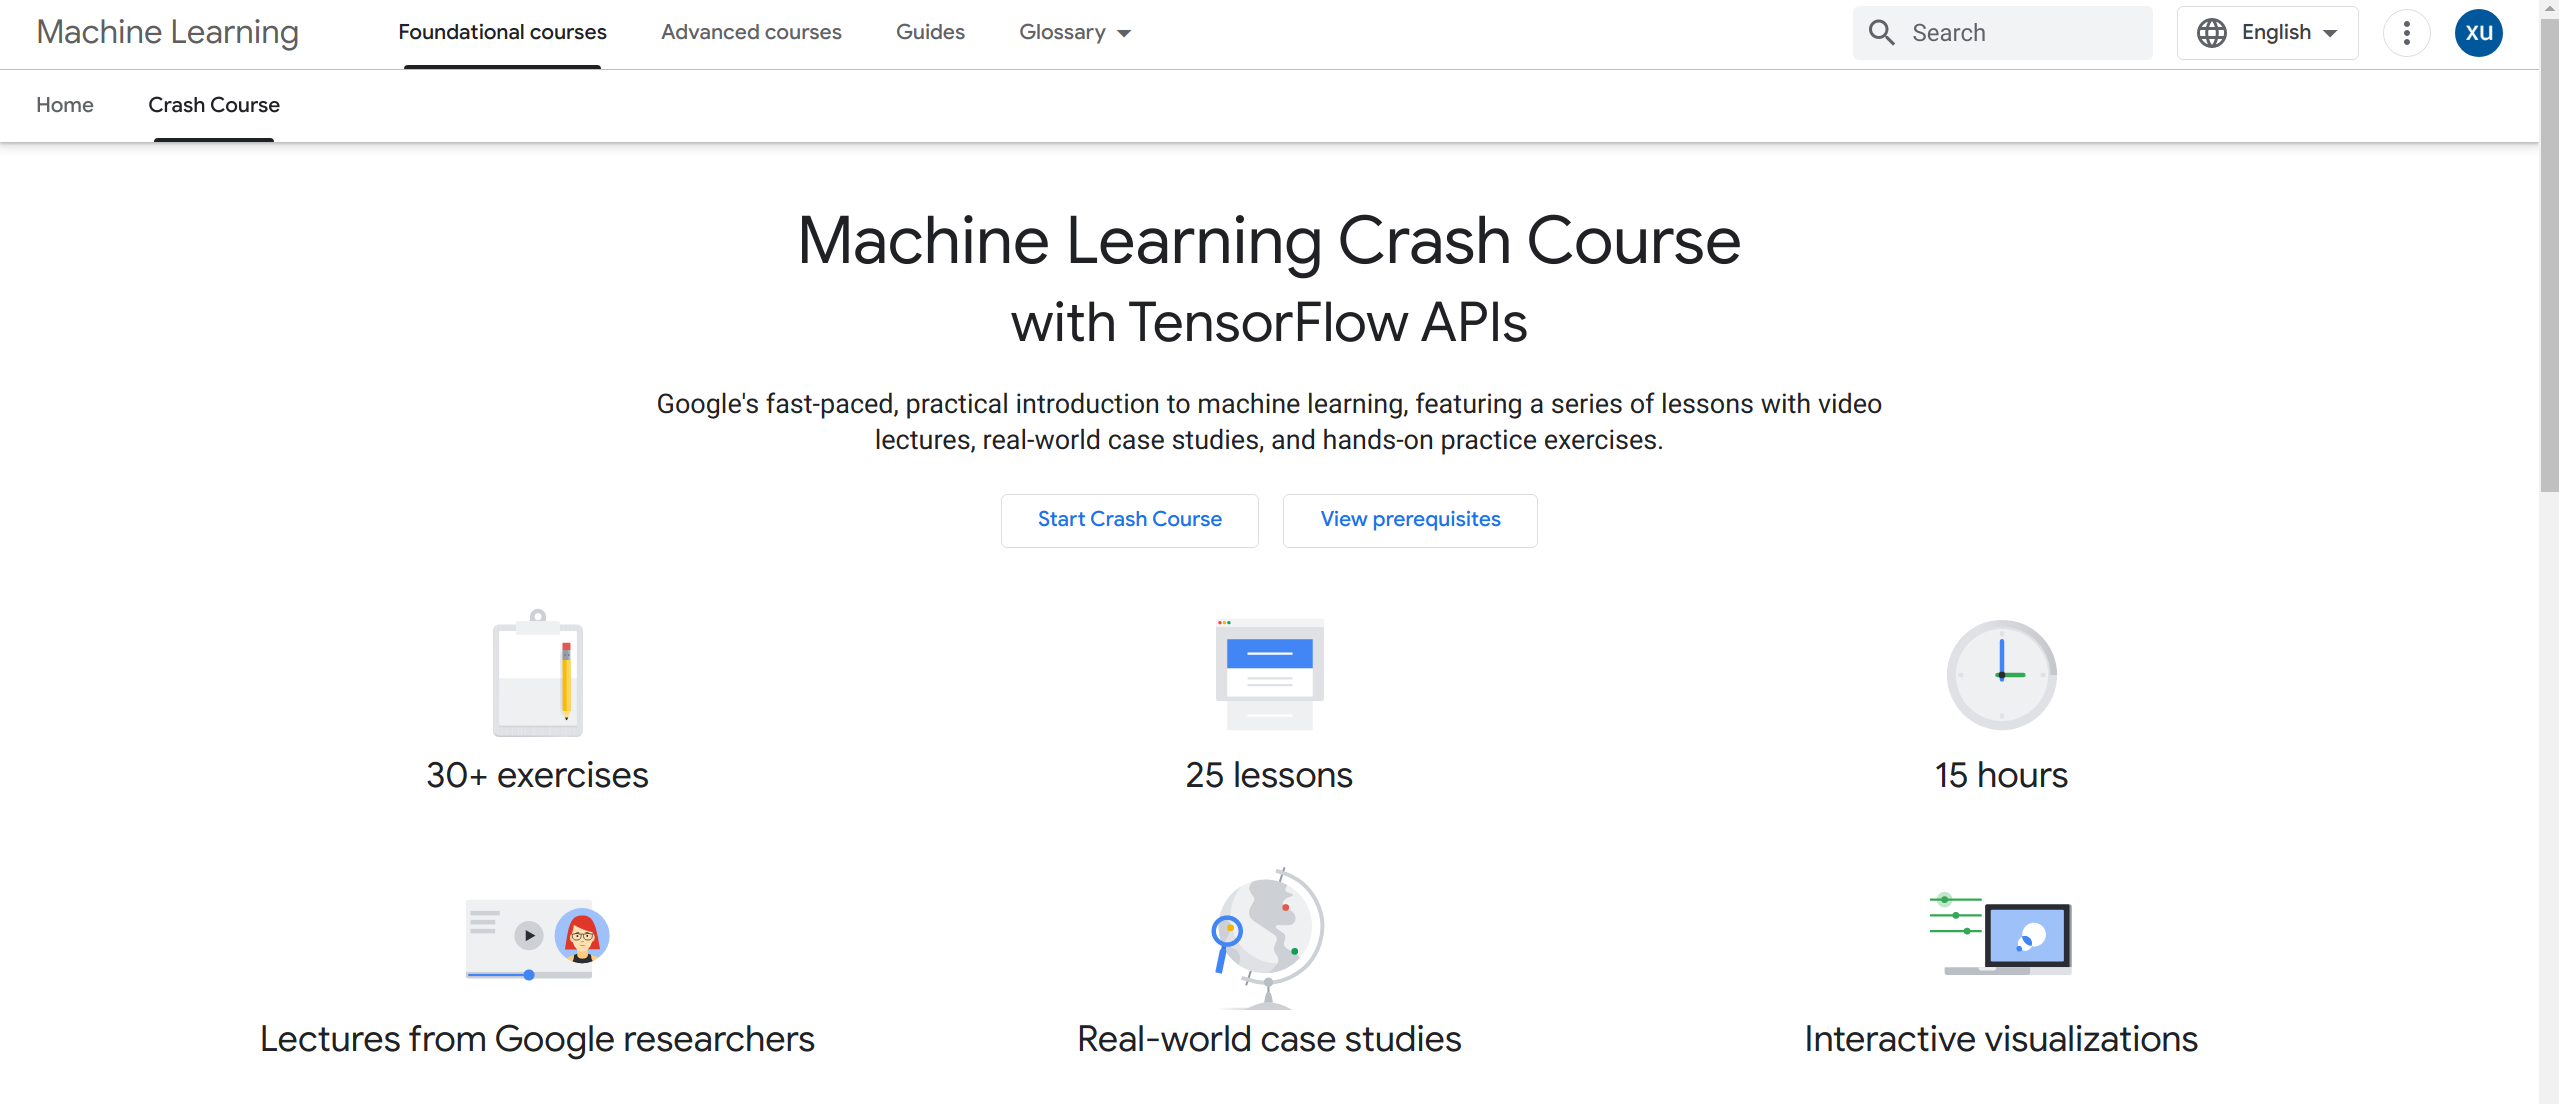 Machine Learning
Foundational courses
Advanced courses
Guides
Glossary
Search
English
XU
Home
Crash Course
Machine Learning Crash Course
with TensorFlow APIs
Google's fast-paced, practical introduction to machine learning, featuring a series of lessons with video
lectures, real-world case studies, and hands-on practice exercises.
Start Crash Course
View prerequisites
30+ exercises
25 lessons
15 hours
Lectures from Google researchers
Real-world case studies
Interactive visualizations